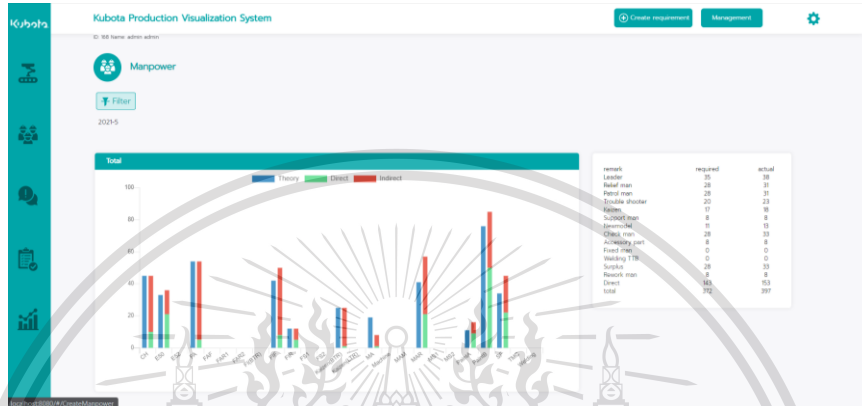 Kubota
Kubota Production Visualization System
Create requirement
Management
ID: 168 Name: admin admin
Manpower
Filter
2021-5
Total
Theory Direct Indirect
100
80
60
40
20
0
CH
ES0
remark required actual
Leader 35 38
Relief man 28 31
Patrol man 28 31
Trouble shooter 20 23
Kaizen 17 18
Support man 8 8
Newmodel 11 13
Check man 28 33
Accessory part 8 8
Fixed man 0 0
Welding TTB 0 0
Surplus 28 33
Rework man 8 8
Direct 143 153
total 372 397
localhost:8080/#/CreateManpower